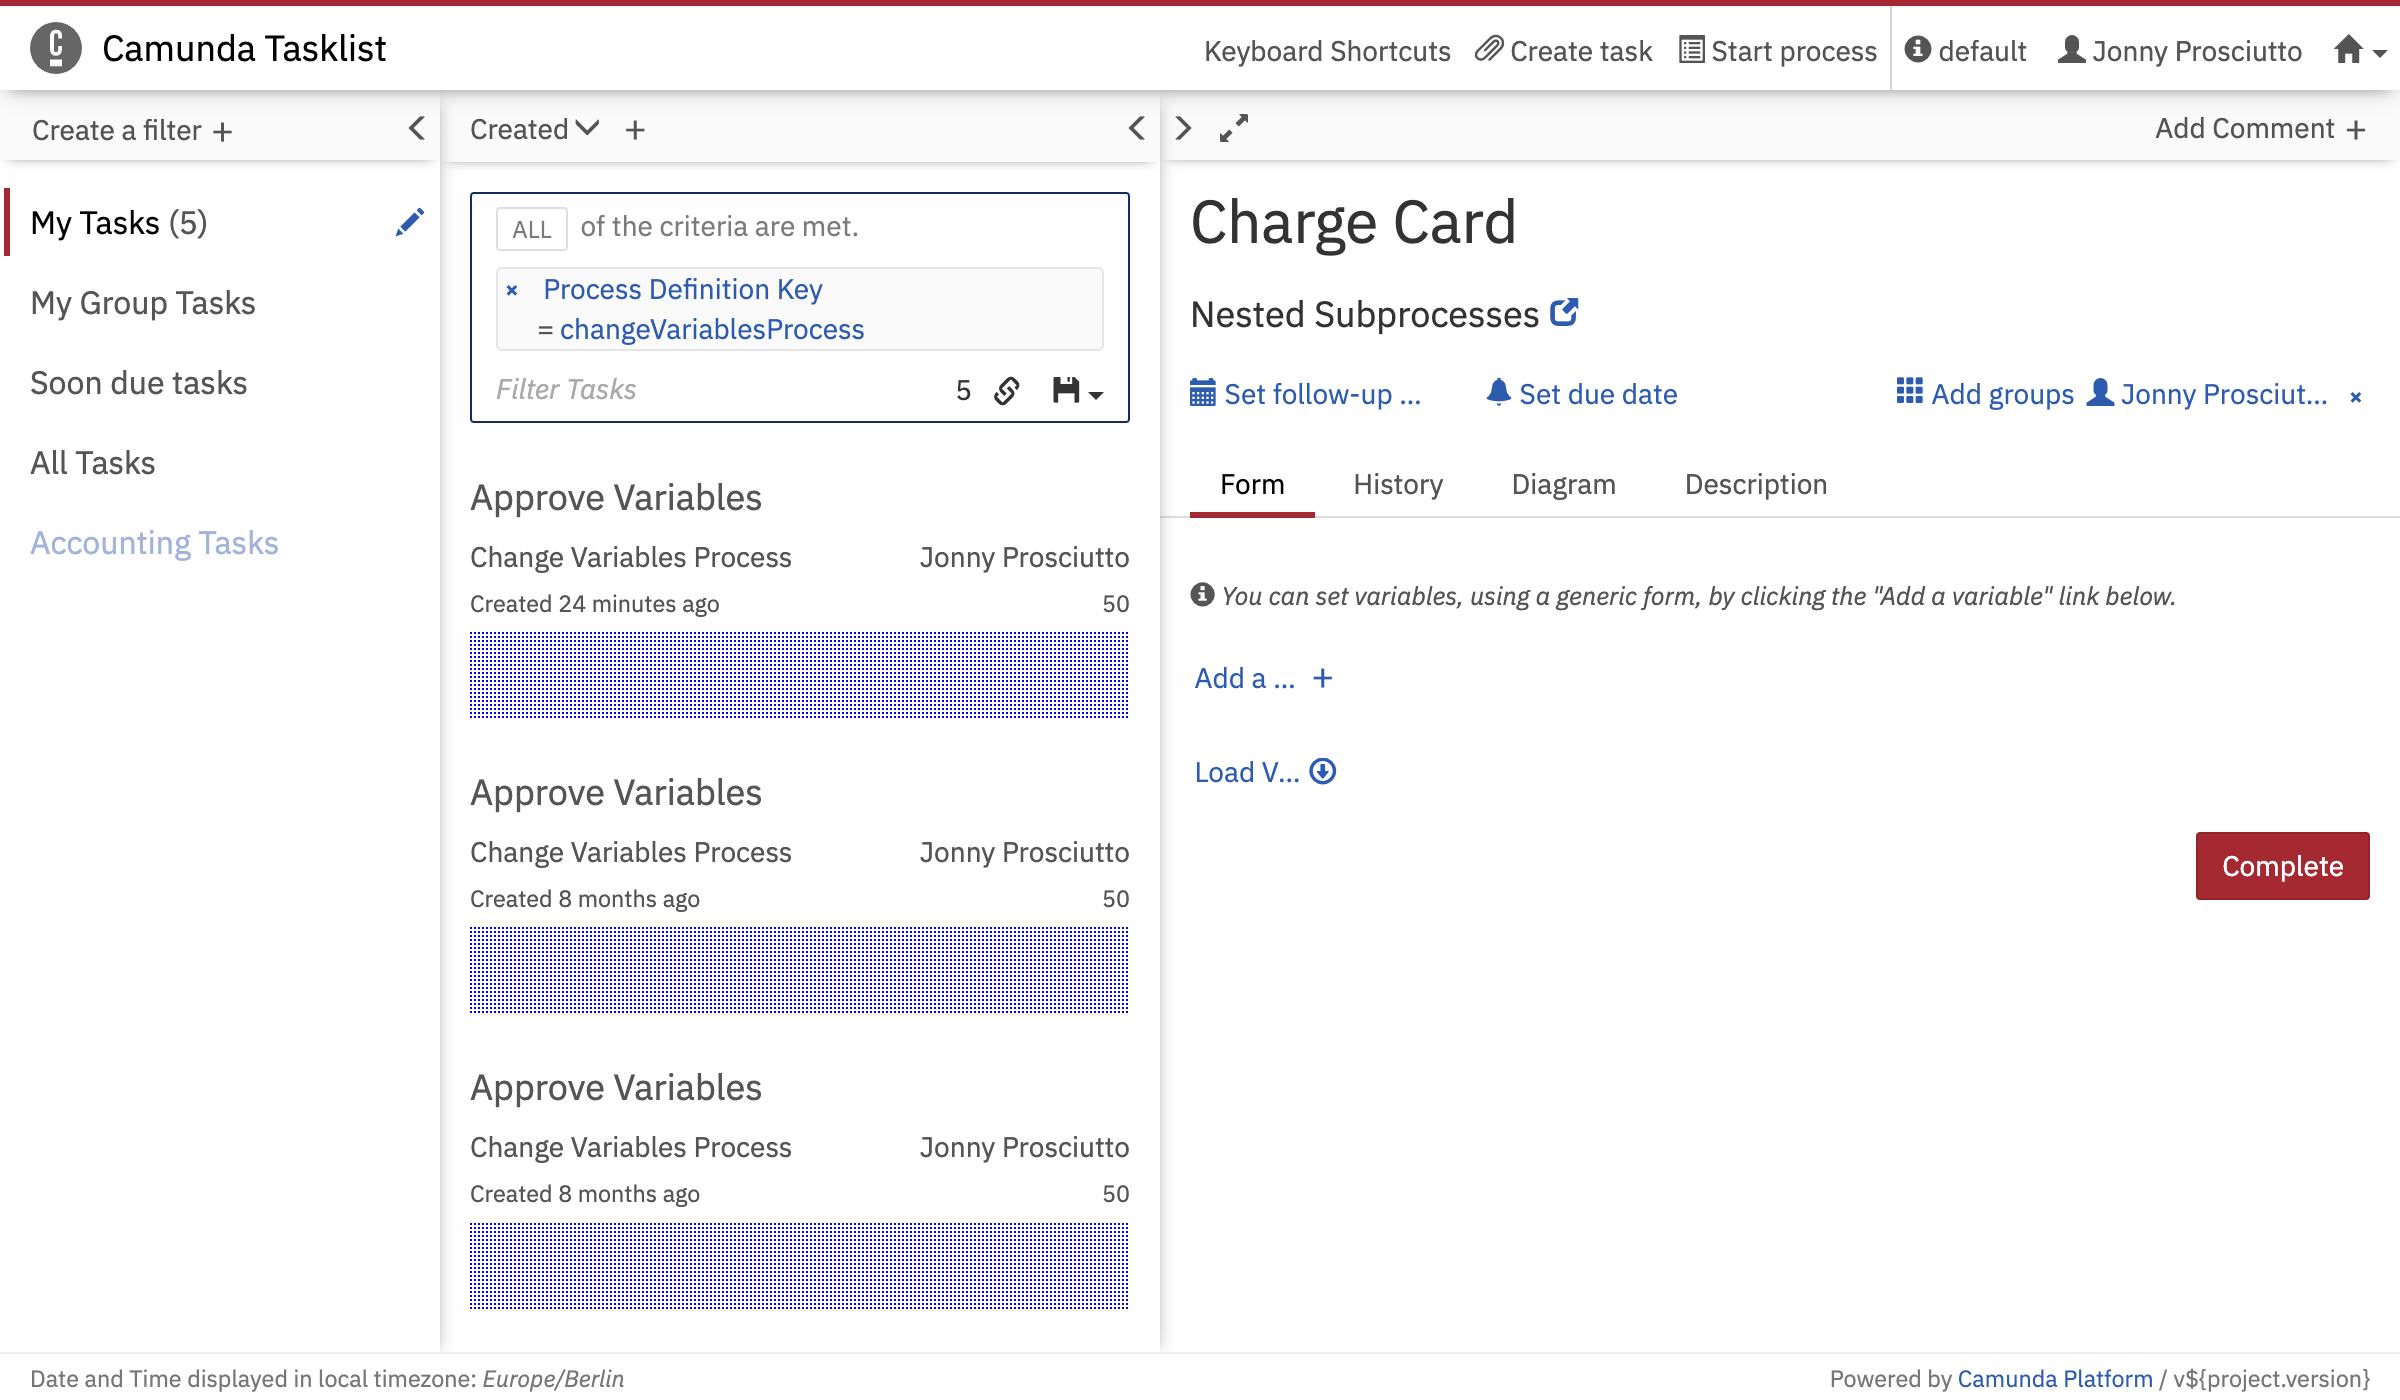 Camunda Tasklist
Keyboard Shortcuts Create task Start process default Jonny Prosciutto
Create a filter +
My Tasks (5)
My Group Tasks
Soon due tasks
All Tasks
Accounting Tasks
Created +
ALL of the criteria are met.
× Process Definition Key
= changeVariablesProcess
Filter Tasks 5
Approve Variables
Change Variables Process Jonny Prosciutto
Created 24 minutes ago 50
Approve Variables
Change Variables Process Jonny Prosciutto
Created 8 months ago 50
Approve Variables
Change Variables Process Jonny Prosciutto
Created 8 months ago 50
Add Comment +
Charge Card
Nested Subprocesses
Set follow-up ... Set due date Add groups Jonny Prosciut... ×
Form History Diagram Description
You can set variables, using a generic form, by clicking the "Add a variable" link below.
Add a ... +
Load V...
Complete
Date and Time displayed in local timezone: Europe/Berlin
Powered by Camunda Platform / v${project.version}